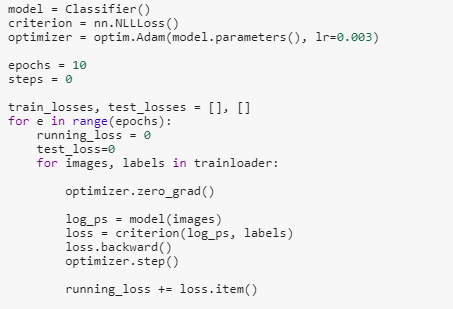 model = Classifier()
criterion = nn.NLLLoss()
optimizer = optim.Adam(model.parameters(), lr=0.003)
epochs = 10
steps = 0
train_losses, test_losses = [], []
for e in range(epochs):
    running_loss = 0
    test_loss=0
    for images, labels in trainloader:
        optimizer.zero_grad()
        log_ps = model(images)
        loss = criterion(log_ps, labels)
        loss.backward()
        optimizer.step()
        running_loss += loss.item()